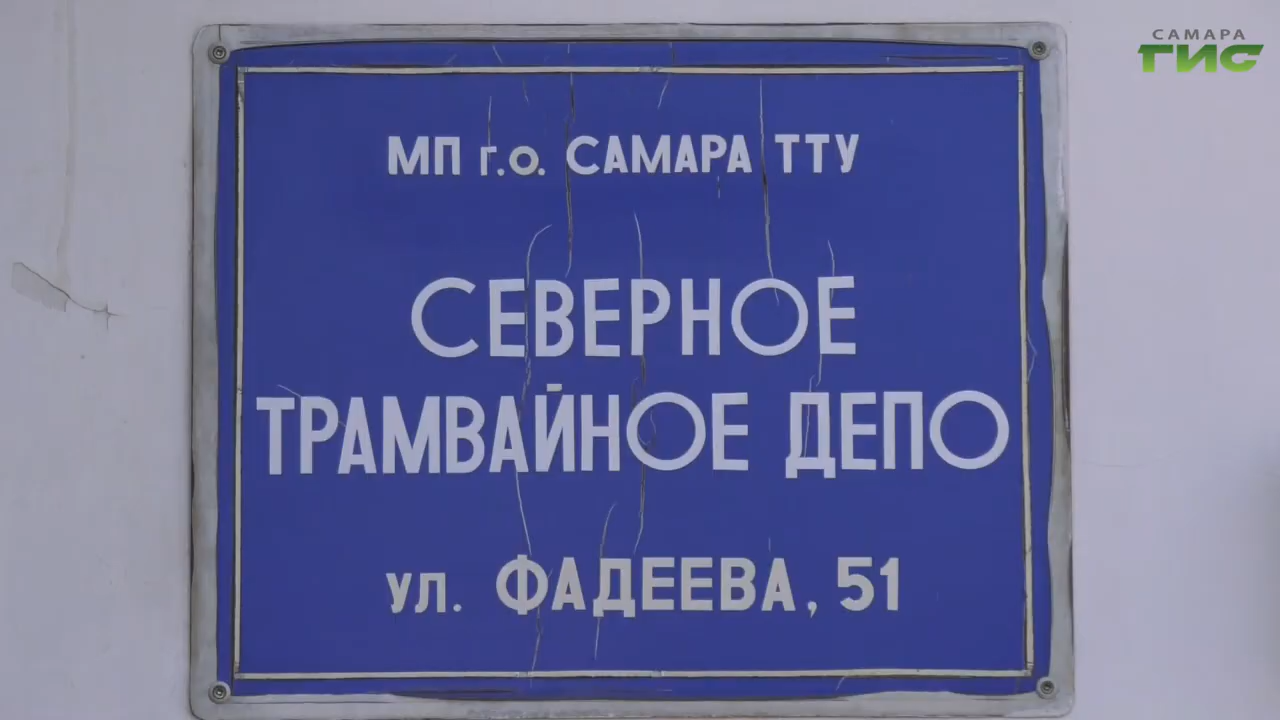 САМАРА
ГИС
МП г.о. САМАРА ТТУ
СЕВЕРНОЕ
ТРАМВАЙНОЕ ДЕПО
УЛ. ФАДЕЕВА, 51